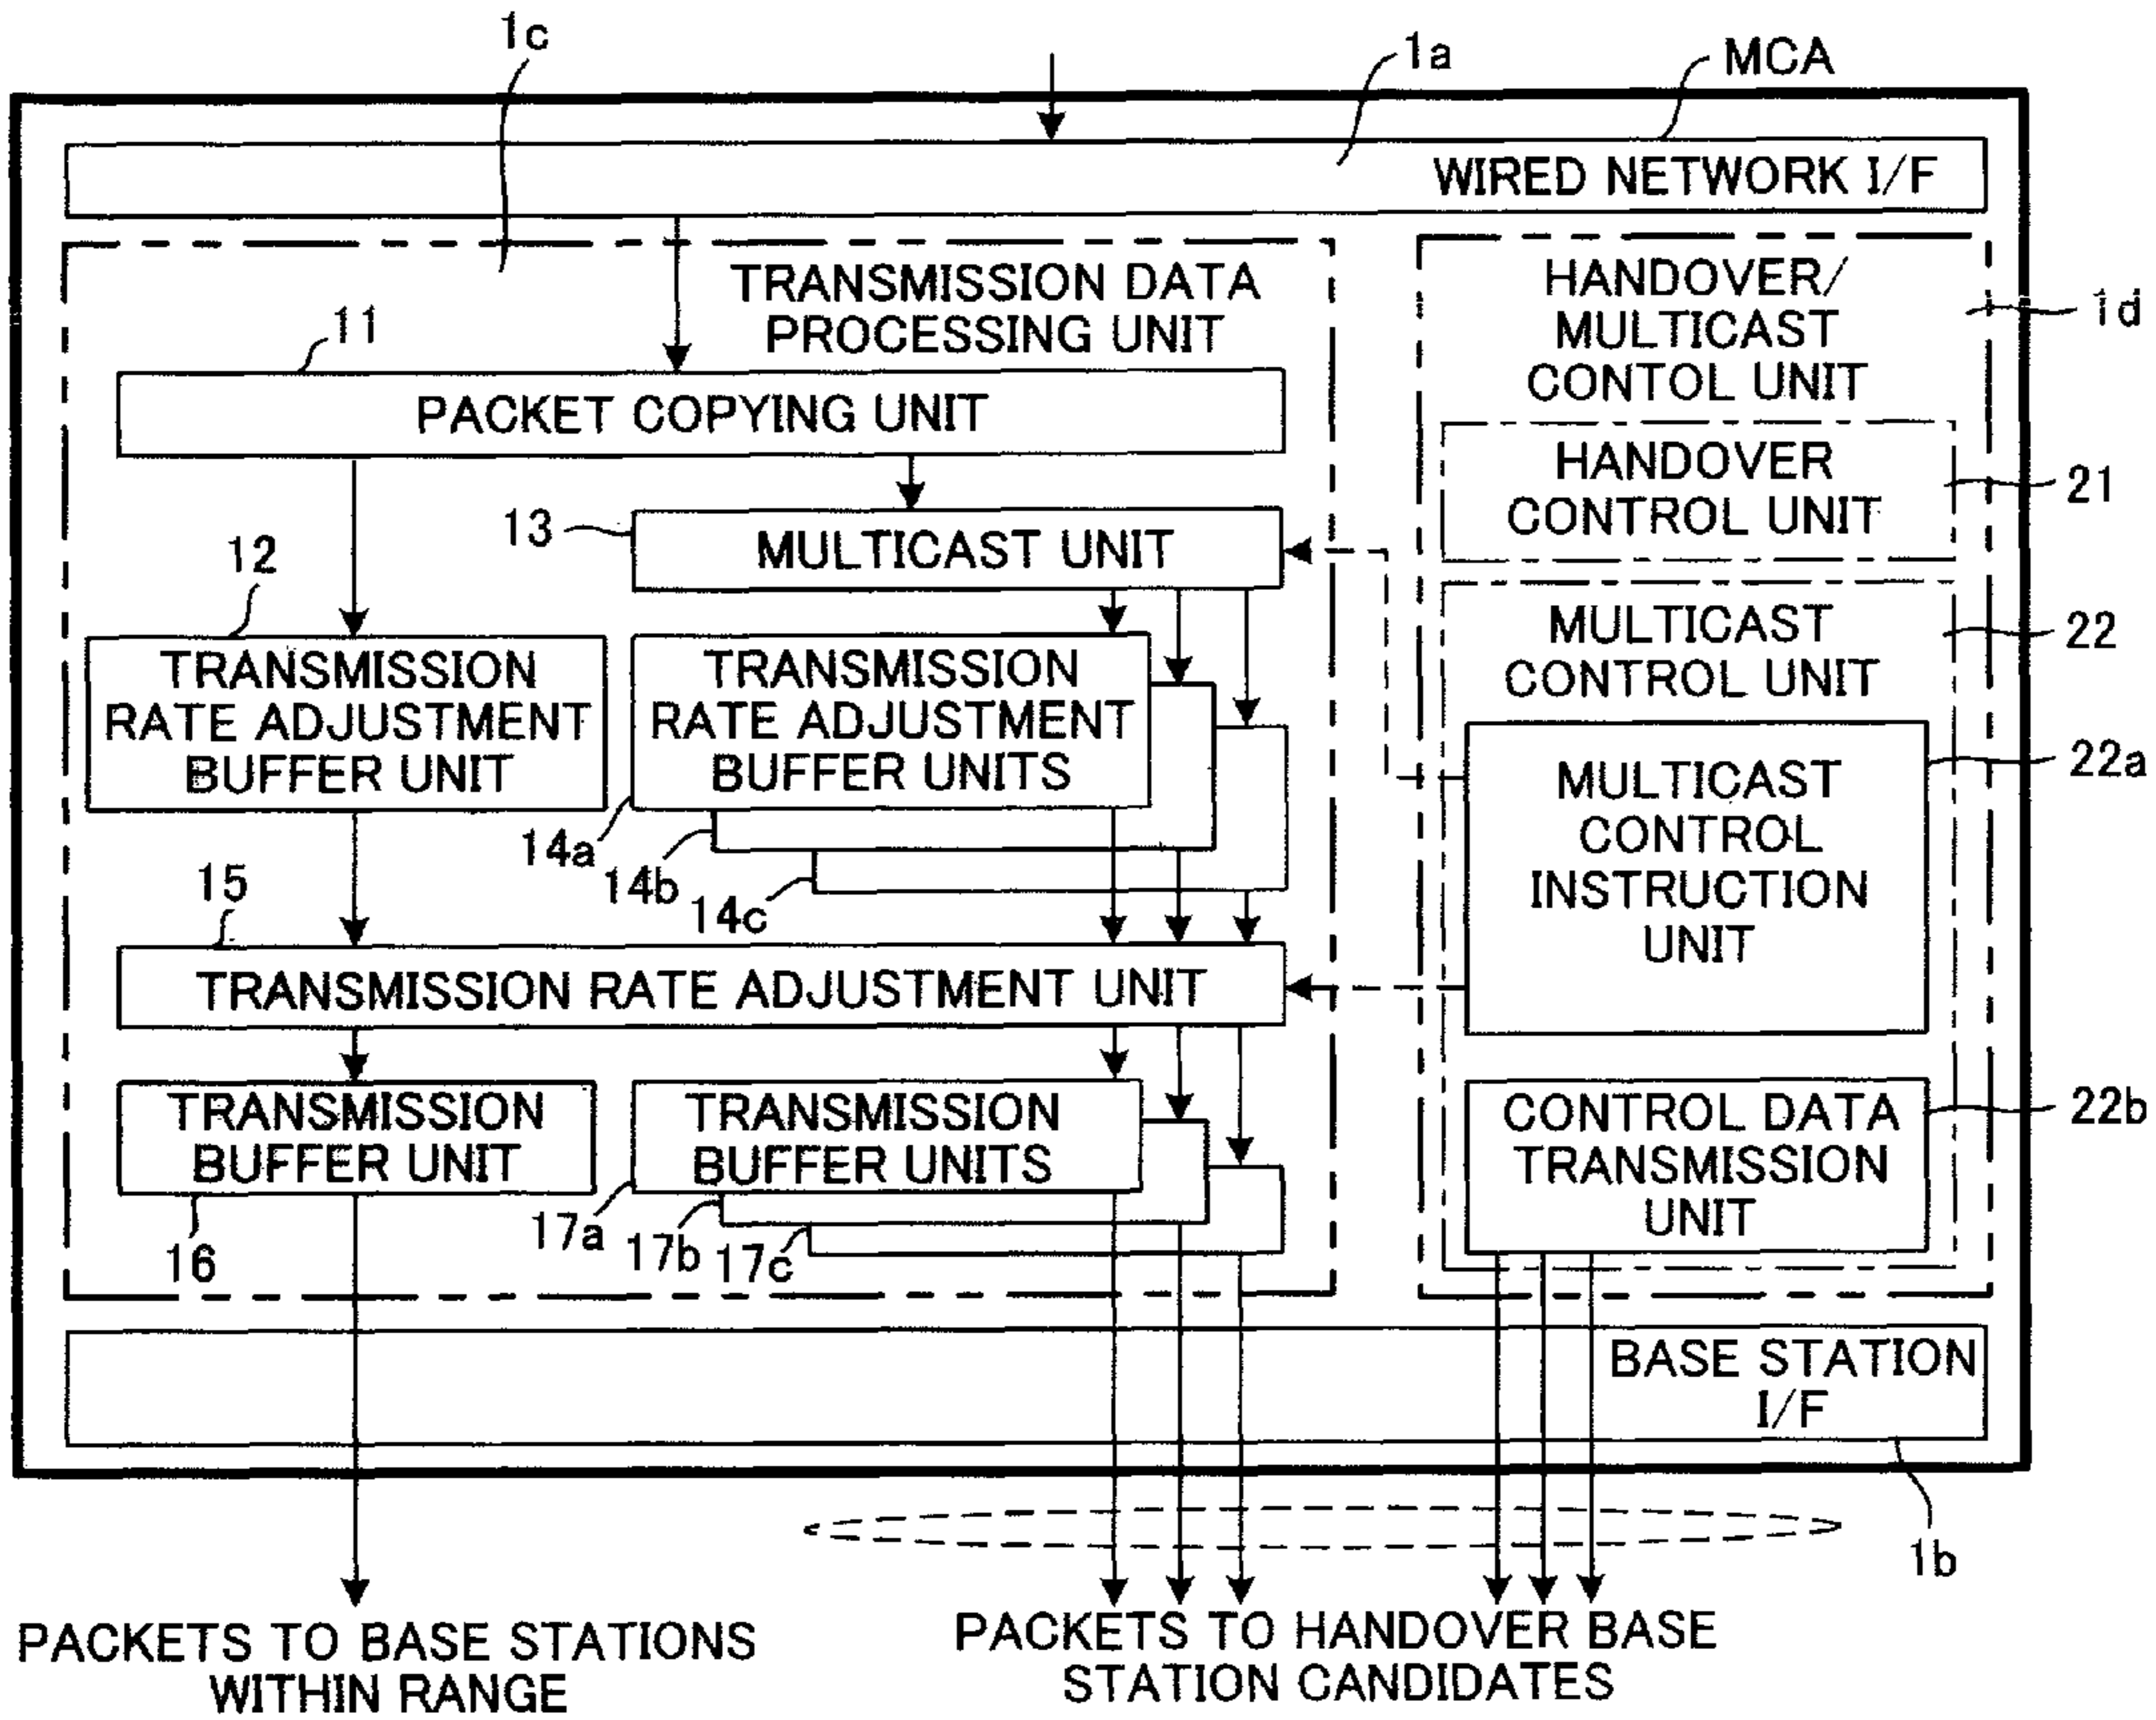 1c
1a
MCA
WIRED NETWORK I/F
TRANSMISSION DATA
PROCESSING UNIT
HANDOVER/
MULTICAST
CONTOL UNIT
1d
11
PACKET COPYING UNIT
HANDOVER
CONTROL UNIT
21
13
MULTICAST UNIT
12
MULTICAST
CONTROL UNIT
22
TRANSMISSION
RATE ADJUSTMENT
BUFFER UNIT
TRANSMISSION
RATE ADJUSTMENT
BUFFER UNITS
14a
14b
14c
MULTICAST
CONTROL
INSTRUCTION
UNIT
22a
15
TRANSMISSION RATE ADJUSTMENT UNIT
TRANSMISSION
BUFFER UNIT
16
TRANSMISSION
BUFFER UNITS
17a
17b
17c
CONTROL DATA
TRANSMISSION
UNIT
22b
BASE STATION
I/F
1b
PACKETS TO BASE STATIONS
WITHIN RANGE
PACKETS TO HANDOVER BASE
STATION CANDIDATES